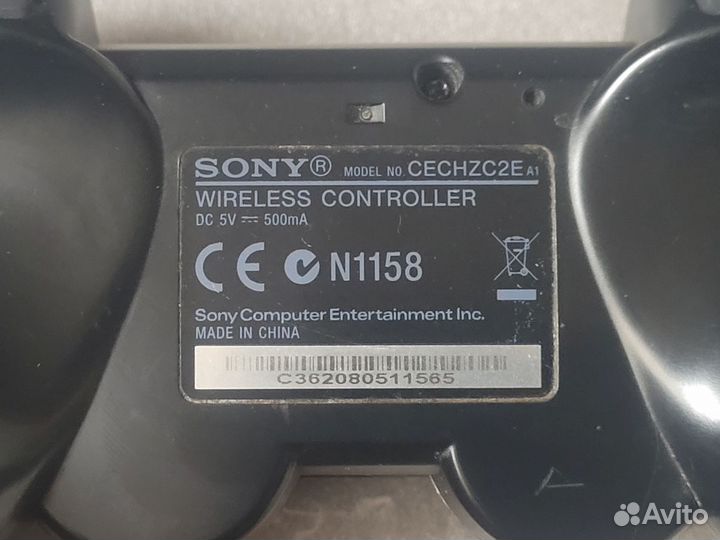 SONY® MODEL NO. CECHZC2E A1
WIRELESS CONTROLLER
DC 5V ⎓ 500mA
CE N1158
Sony Computer Entertainment Inc.
MADE IN CHINA
C362080511565
Avito